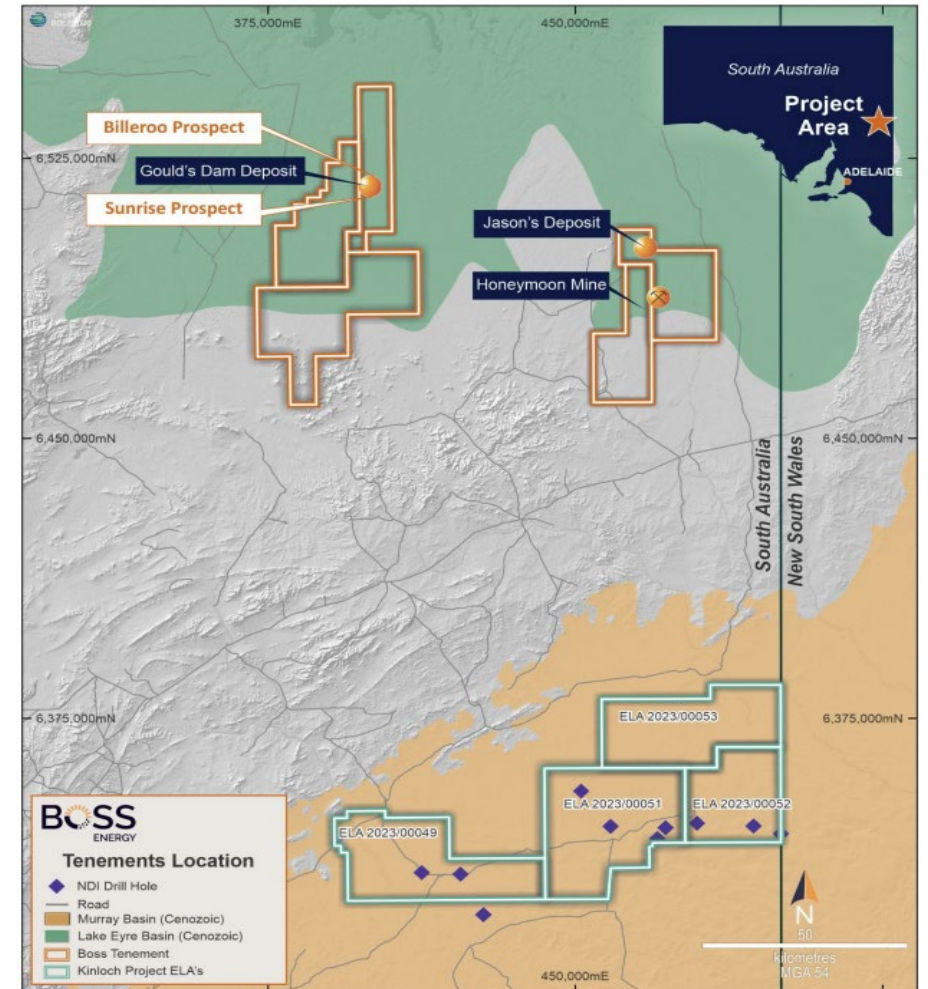 375,000mE
450,000mE
South Australia
Project
Area
ADELAIDE
Billeroo Prospect
6,525,000mN
Gould's Dam Deposit
Sunrise Prospect
Jason's Deposit
Honeymoon Mine
6,450,000mN
6,450,000mN
South Australia
New South Wales
6,375,000mN
6,375,000mN
ELA 2023/00053
ELA 2023/00051
ELA 2023/00052
ELA 2023/00049
BOSS
ENERGY
Tenements Location
NDI Drill Hole
Road
Murray Basin (Cenozoic)
Lake Eyre Basin (Cenozoic)
Boss Tenement
Kinloch Project ELA's
N
50
kilometres
MGA 54
450,000mE